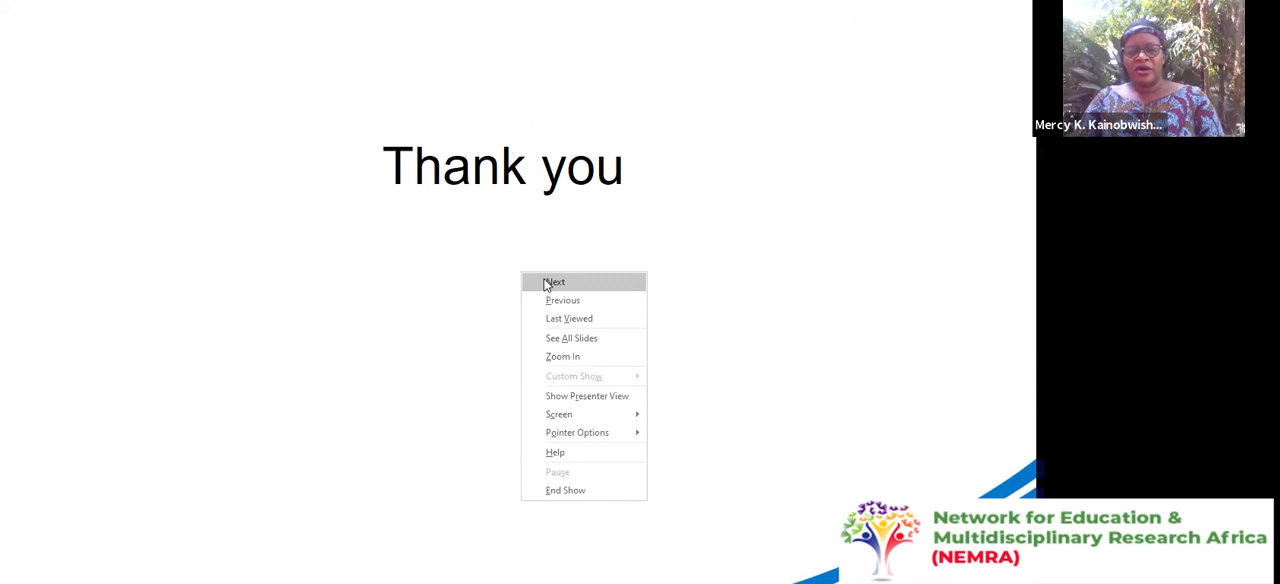 Mercy K. Kainobwish...
Thank you
Next
Previous
Last Viewed
See All Slides
Zoom In
Custom Show
Show Presenter View
Screen
Pointer Options
Help
Pause
End Show
Network for Education &
Multidisciplinary Research Africa
(NEMRA)